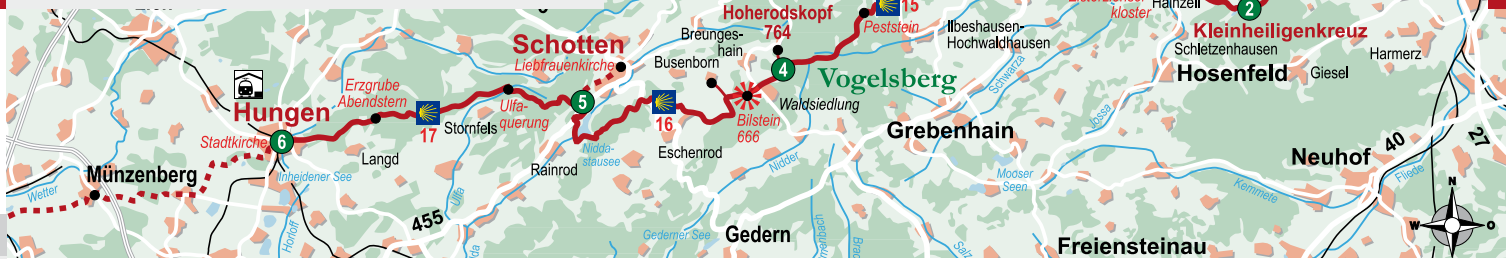 Hoherodskopf
764
15
Peststein
Breunges-
hain
Busenborn
Ilbeshausen-
Hochwaldhausen
kloster
Hainzell
2
Kleinheiligenkreuz
Schletzenhausen
Harmerz
Hosenfeld
Giesel
Schotten
Liebfrauenkirche
4
Vogelsberg
Schwarza
Jossa
Erzgrube
Abendstern
Hungen
Stadtkirche
6
17
Stornfels
Ulfa-
querung
5
16
Bilstein
666
Waldsiedlung
Grebenhain
Neuhof
40
27
Langd
Rainrod
Nidda-
stausee
Eschenrod
Nidder
Mooser
Seen
Kemmete
Fliede
Münzenberg
Wetter
Inheidener See
Horloff
Ulfa
455
Gederner See
Gedern
Freiensteinau
N
W
O